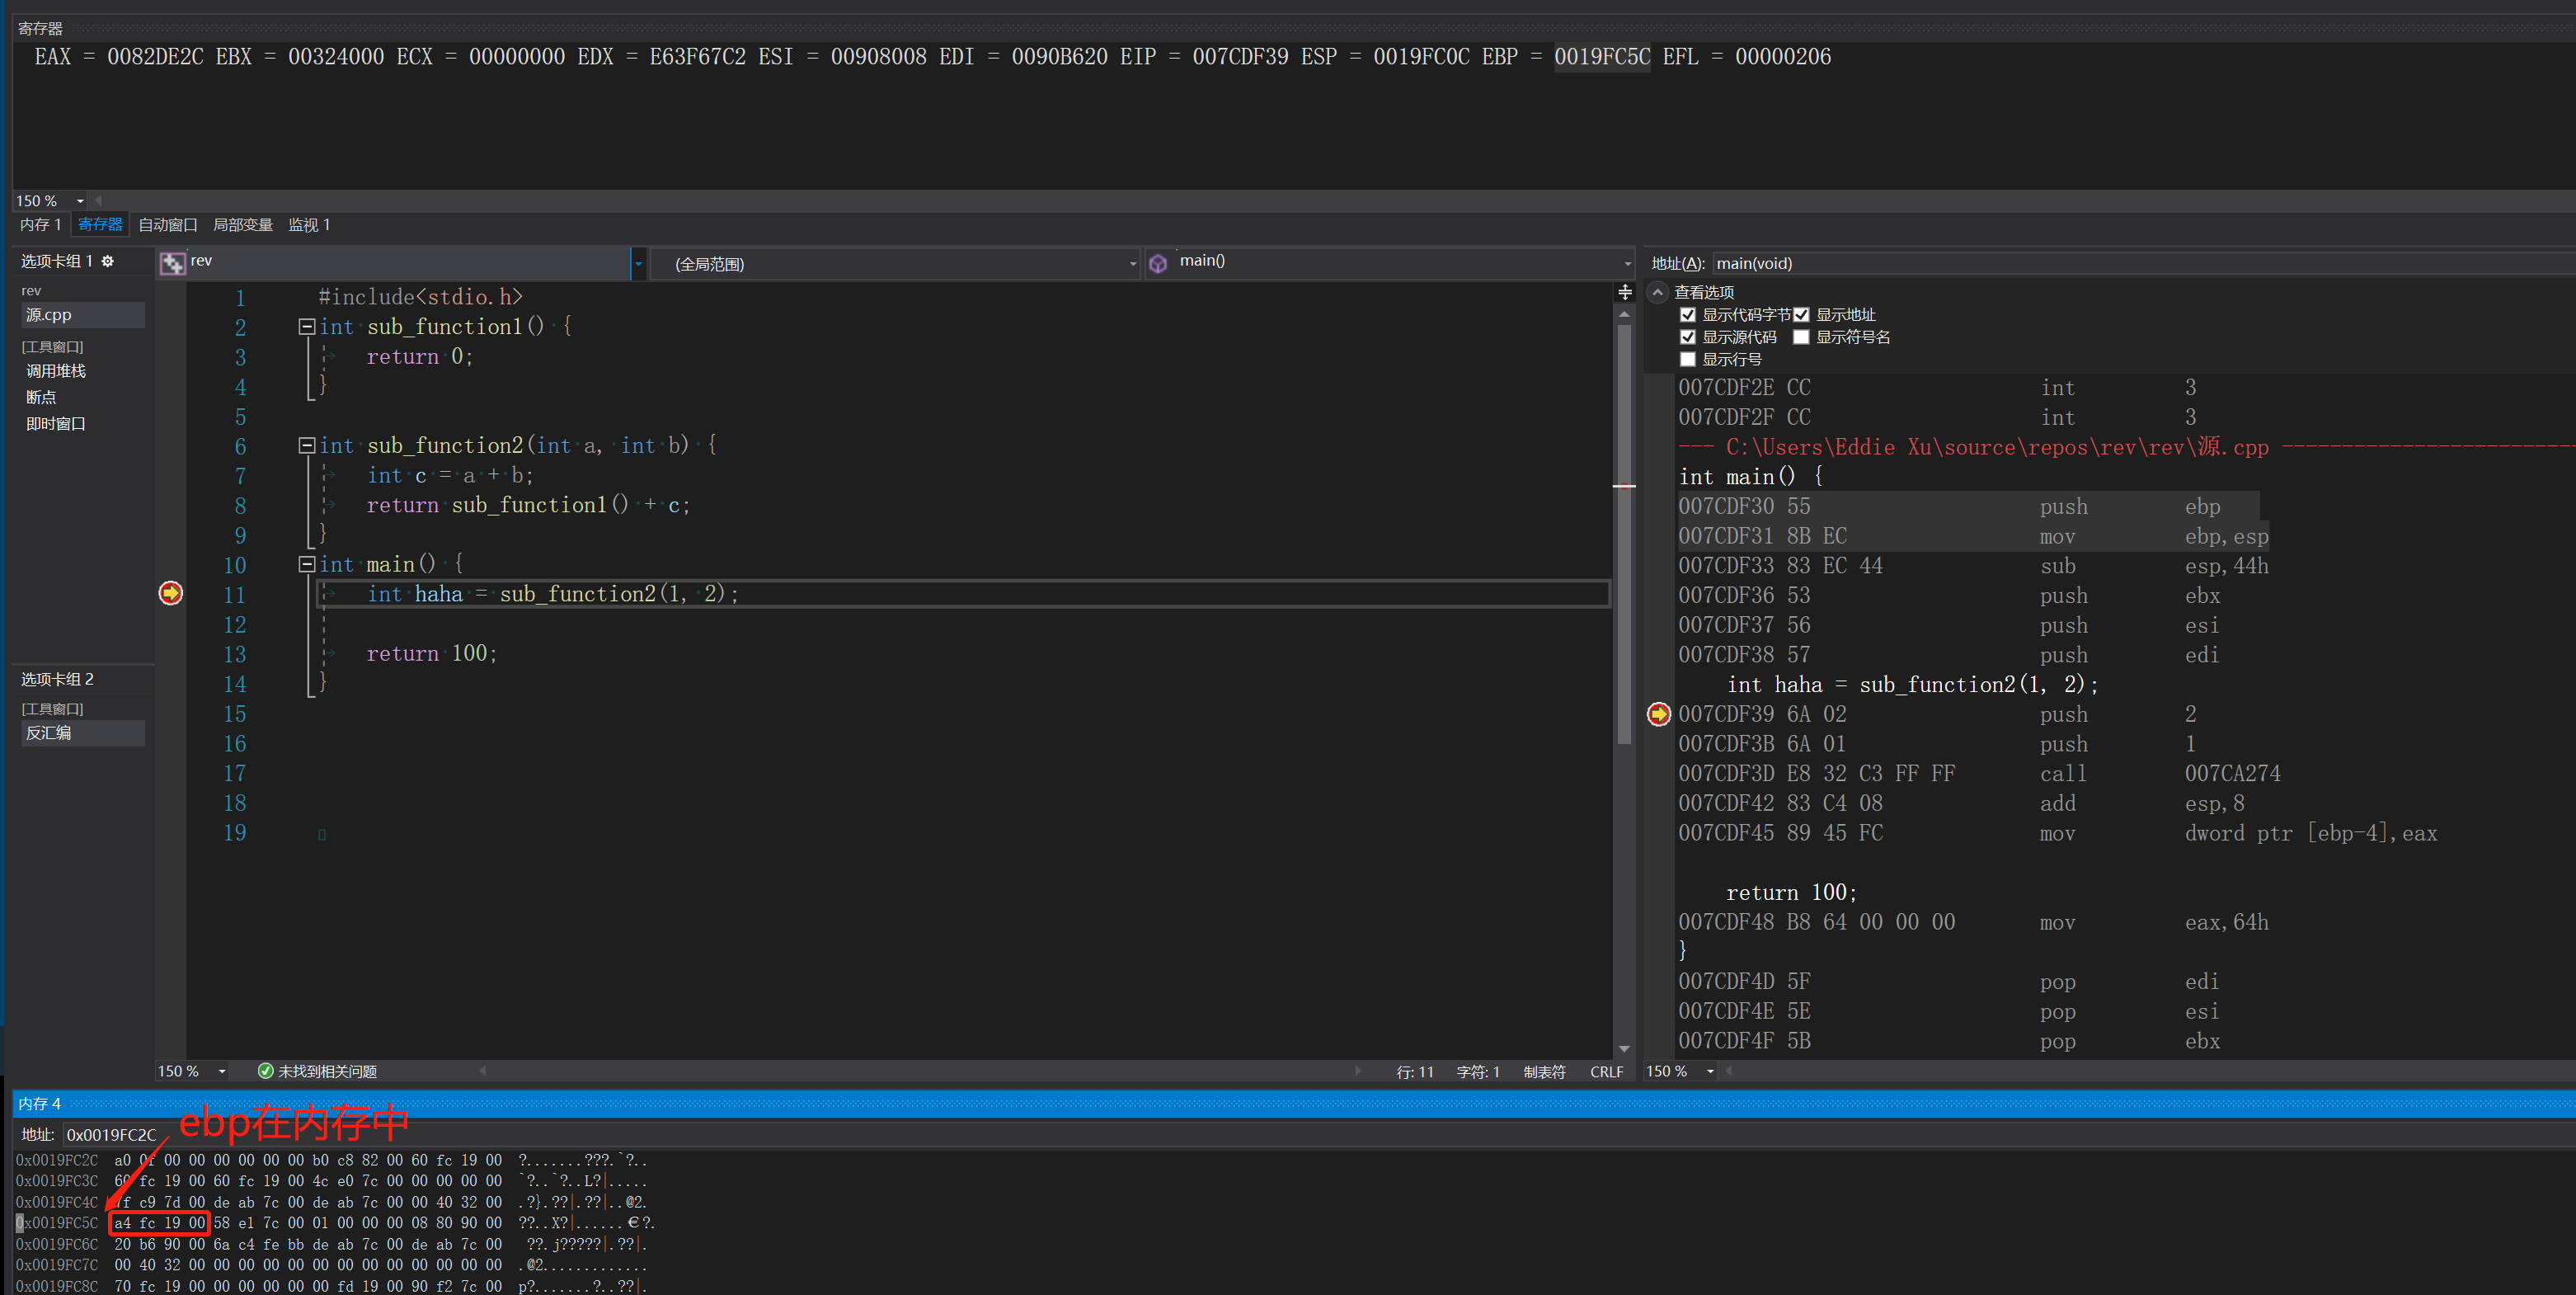 寄存器
EAX = 0082DE2C EBX = 00324000 ECX = 00000000 EDX = E63F67C2 ESI = 00908008 EDI = 0090B620 EIP = 007CDF39 ESP = 0019FC0C EBP = 0019FC5C EFL = 00000206
150 %
内存 1 寄存器 自动窗口 局部变量 监视 1
选项卡组 1
rev
源.cpp
[工具窗口]
调用堆栈
断点
即时窗口
选项卡组 2
[工具窗口]
反汇编
rev (全局范围) main()
1 #include<stdio.h>
2 int sub_function1() {
3 return 0;
4 }
5
6 int sub_function2(int a, int b) {
7 int c = a + b;
8 return sub_function1() + c;
9 }
10 int main() {
11 int haha = sub_function2(1, 2);
12
13 return 100;
14 }
15
16
17
18
19
150 % 未找到相关问题 行: 11 字符: 1 制表符 CRLF
地址(A): main(void)
查看选项
显示代码字节 显示地址
显示源代码 显示符号名
显示行号
007CDF2E CC int 3
007CDF2F CC int 3
--- C:\Users\Eddie Xu\source\repos\rev\rev\源.cpp ---------------------------
int main() {
007CDF30 55 push ebp
007CDF31 8B EC mov ebp,esp
007CDF33 83 EC 44 sub esp,44h
007CDF36 53 push ebx
007CDF37 56 push esi
007CDF38 57 push edi
int haha = sub_function2(1, 2);
007CDF39 6A 02 push 2
007CDF3B 6A 01 push 1
007CDF3D E8 32 C3 FF FF call 007CA274
007CDF42 83 C4 08 add esp,8
007CDF45 89 45 FC mov dword ptr [ebp-4],eax
return 100;
007CDF48 B8 64 00 00 00 mov eax,64h
}
007CDF4D 5F pop edi
007CDF4E 5E pop esi
007CDF4F 5B pop ebx
150 %
内存 4
ebp在内存中
地址: 0x0019FC2C
0x0019FC2C a0 0f 00 00 00 00 00 00 b0 c8 82 00 60 fc 19 00 ?.......???.`?..
0x0019FC3C 60 fc 19 00 60 fc 19 00 4c e0 7c 00 00 00 00 00 `?..`?..L?|.....
0x0019FC4C 7f c9 7d 00 de ab 7c 00 de ab 7c 00 00 40 32 00 .?}.??|.??|..@2.
0x0019FC5C a4 fc 19 00 58 e1 7c 00 01 00 00 00 08 80 90 00 ??..X?|......€?.
0x0019FC6C 20 b6 90 00 6a c4 fe bb de ab 7c 00 de ab 7c 00 ??.j?????|.??|.
0x0019FC7C 00 40 32 00 00 00 00 00 00 00 00 00 00 00 00 00 .@2.............
0x0019FC8C 70 fc 19 00 00 00 00 00 00 fd 19 00 90 f2 7c 00 p?.......?..??|.